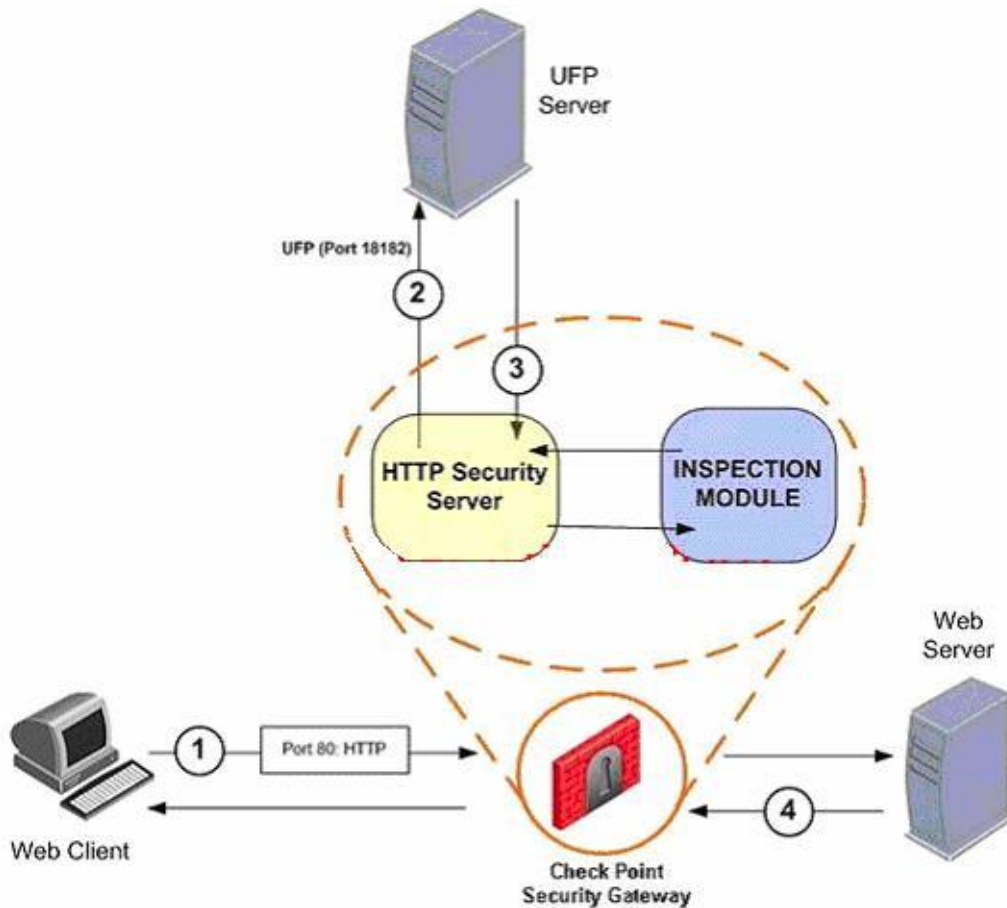 UFP
Server
UFP (Port 18182)
2
3
HTTP Security
Server
INSPECTION
MODULE
Web
Server
1
Port 80: HTTP
4
Web Client
Check Point
Security Gateway